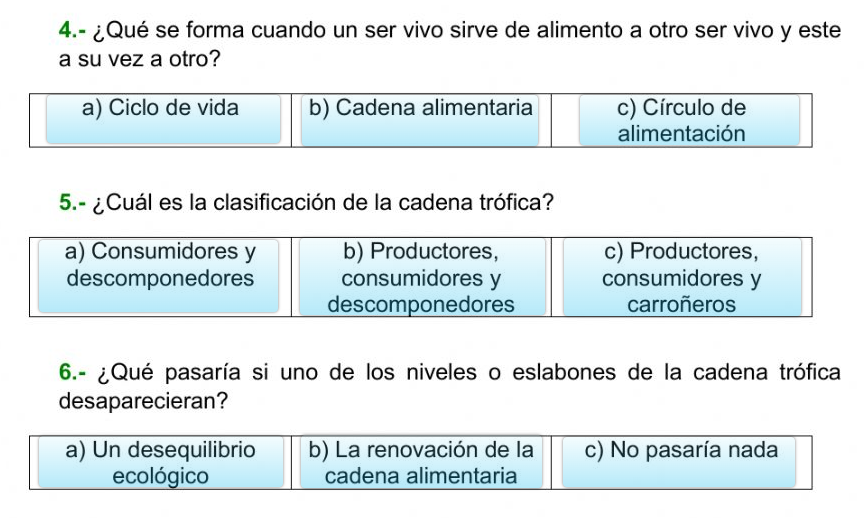 4.- ¿Qué se forma cuando un ser vivo sirve de alimento a otro ser vivo y este
a su vez a otro?
a) Ciclo de vida
b) Cadena alimentaria
c) Círculo de
alimentación
5.- ¿Cuál es la clasificación de la cadena trófica?
a) Consumidores y
descomponedores
b) Productores,
consumidores y
descomponedores
c) Productores,
consumidores y
carroñeros
6.- ¿Qué pasaría si uno de los niveles o eslabones de la cadena trófica
desaparecieran?
a) Un desequilibrio
ecológico
b) La renovación de la
cadena alimentaria
c) No pasaría nada